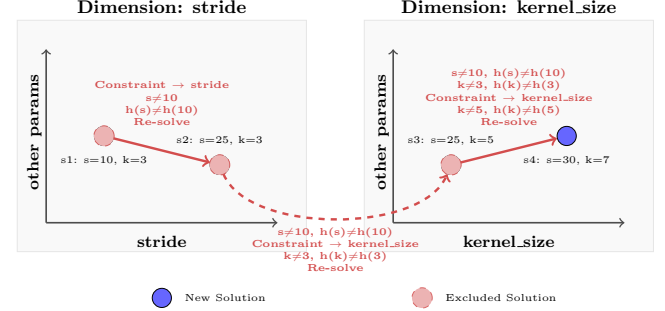 Dimension: stride
other params
Constraint → stride
s≠10
h(s)≠h(10)
Re-solve
s1: s=10, k=3
s2: s=25, k=3
stride
Dimension: kernel_size
other params
s≠10, h(s)≠h(10)
k≠3, h(k)≠h(3)
Constraint → kernel_size
k≠5, h(k)≠h(5)
Re-solve
s3: s=25, k=5
s4: s=30, k=7
kernel_size
s≠10, h(s)≠h(10)
Constraint → kernel_size
k≠3, h(k)≠h(3)
Re-solve
New Solution
Excluded Solution